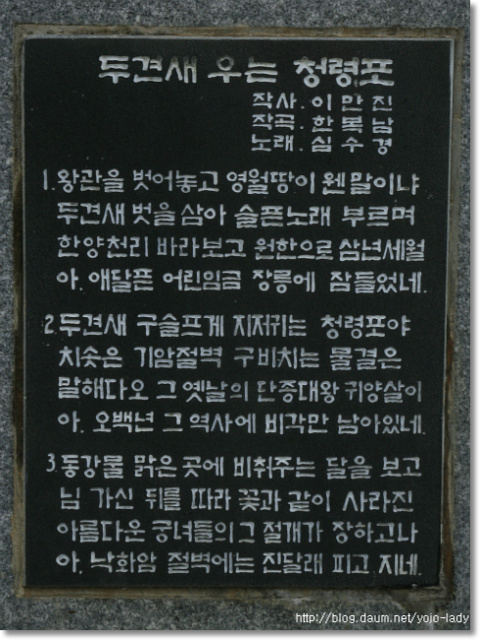 두견새 우는 청령포
작사. 이만진
작곡. 한복남
노래. 심수경
1. 왕관을 벗어놓고 영월땅이 웬말이냐
두견새 벗을 삼아 슬픈노래 부르며
한양천리 바라보고 원한으로 삼년세월
아. 애달픈 어린임금 장릉에 잠들었네.
2. 두견새 구슬프게 지저귀는 청령포야
치솟은 기암절벽 구비치는 물결은
말해다오 그 옛날의 단종대왕 귀양살이
아. 오백년 그 역사에 비각만 남아있네.
3. 동강물 맑은 곳에 비취주는 달을 보고
님 가신 뒤를 따라 꽃과 같이 사라진
아름다운 궁녀들의 그 절개가 장하고나
아. 낙화암 절벽에는 진달래 피고 지네.
http://blog.daum.net/yojo-lady